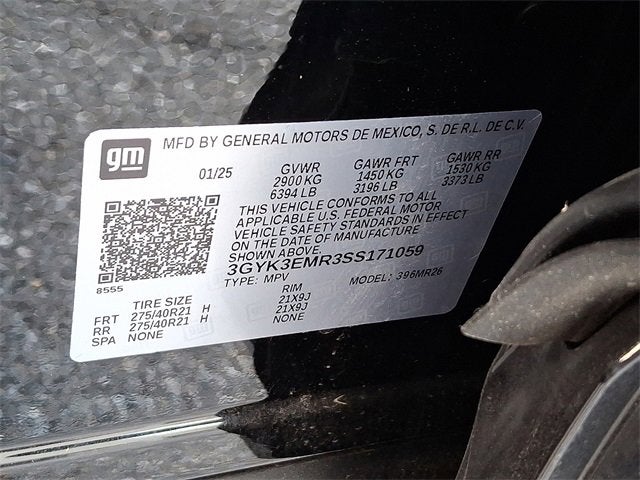 gm
MFD BY GENERAL MOTORS DE MEXICO, S. DE R.L. DE C.V.
01/25 GVWR GAWR FRT GAWR RR
2900 KG 1450 KG 1530 KG
6394 LB 3196 LB 3373 LB
THIS VEHICLE CONFORMS TO ALL
APPLICABLE U.S. FEDERAL MOTOR
VEHICLE SAFETY STANDARDS IN EFFECT
ON THE DATE OF MANUFACTURE
SHOWN ABOVE.
3GYK3EMR3SS171059
8555
TYPE: MPV MODEL: 396MR26
TIRE SIZE RIM
FRT 275/40R21 H 21X9J
RR 275/40R21 H 21X9J
SPA NONE NONE